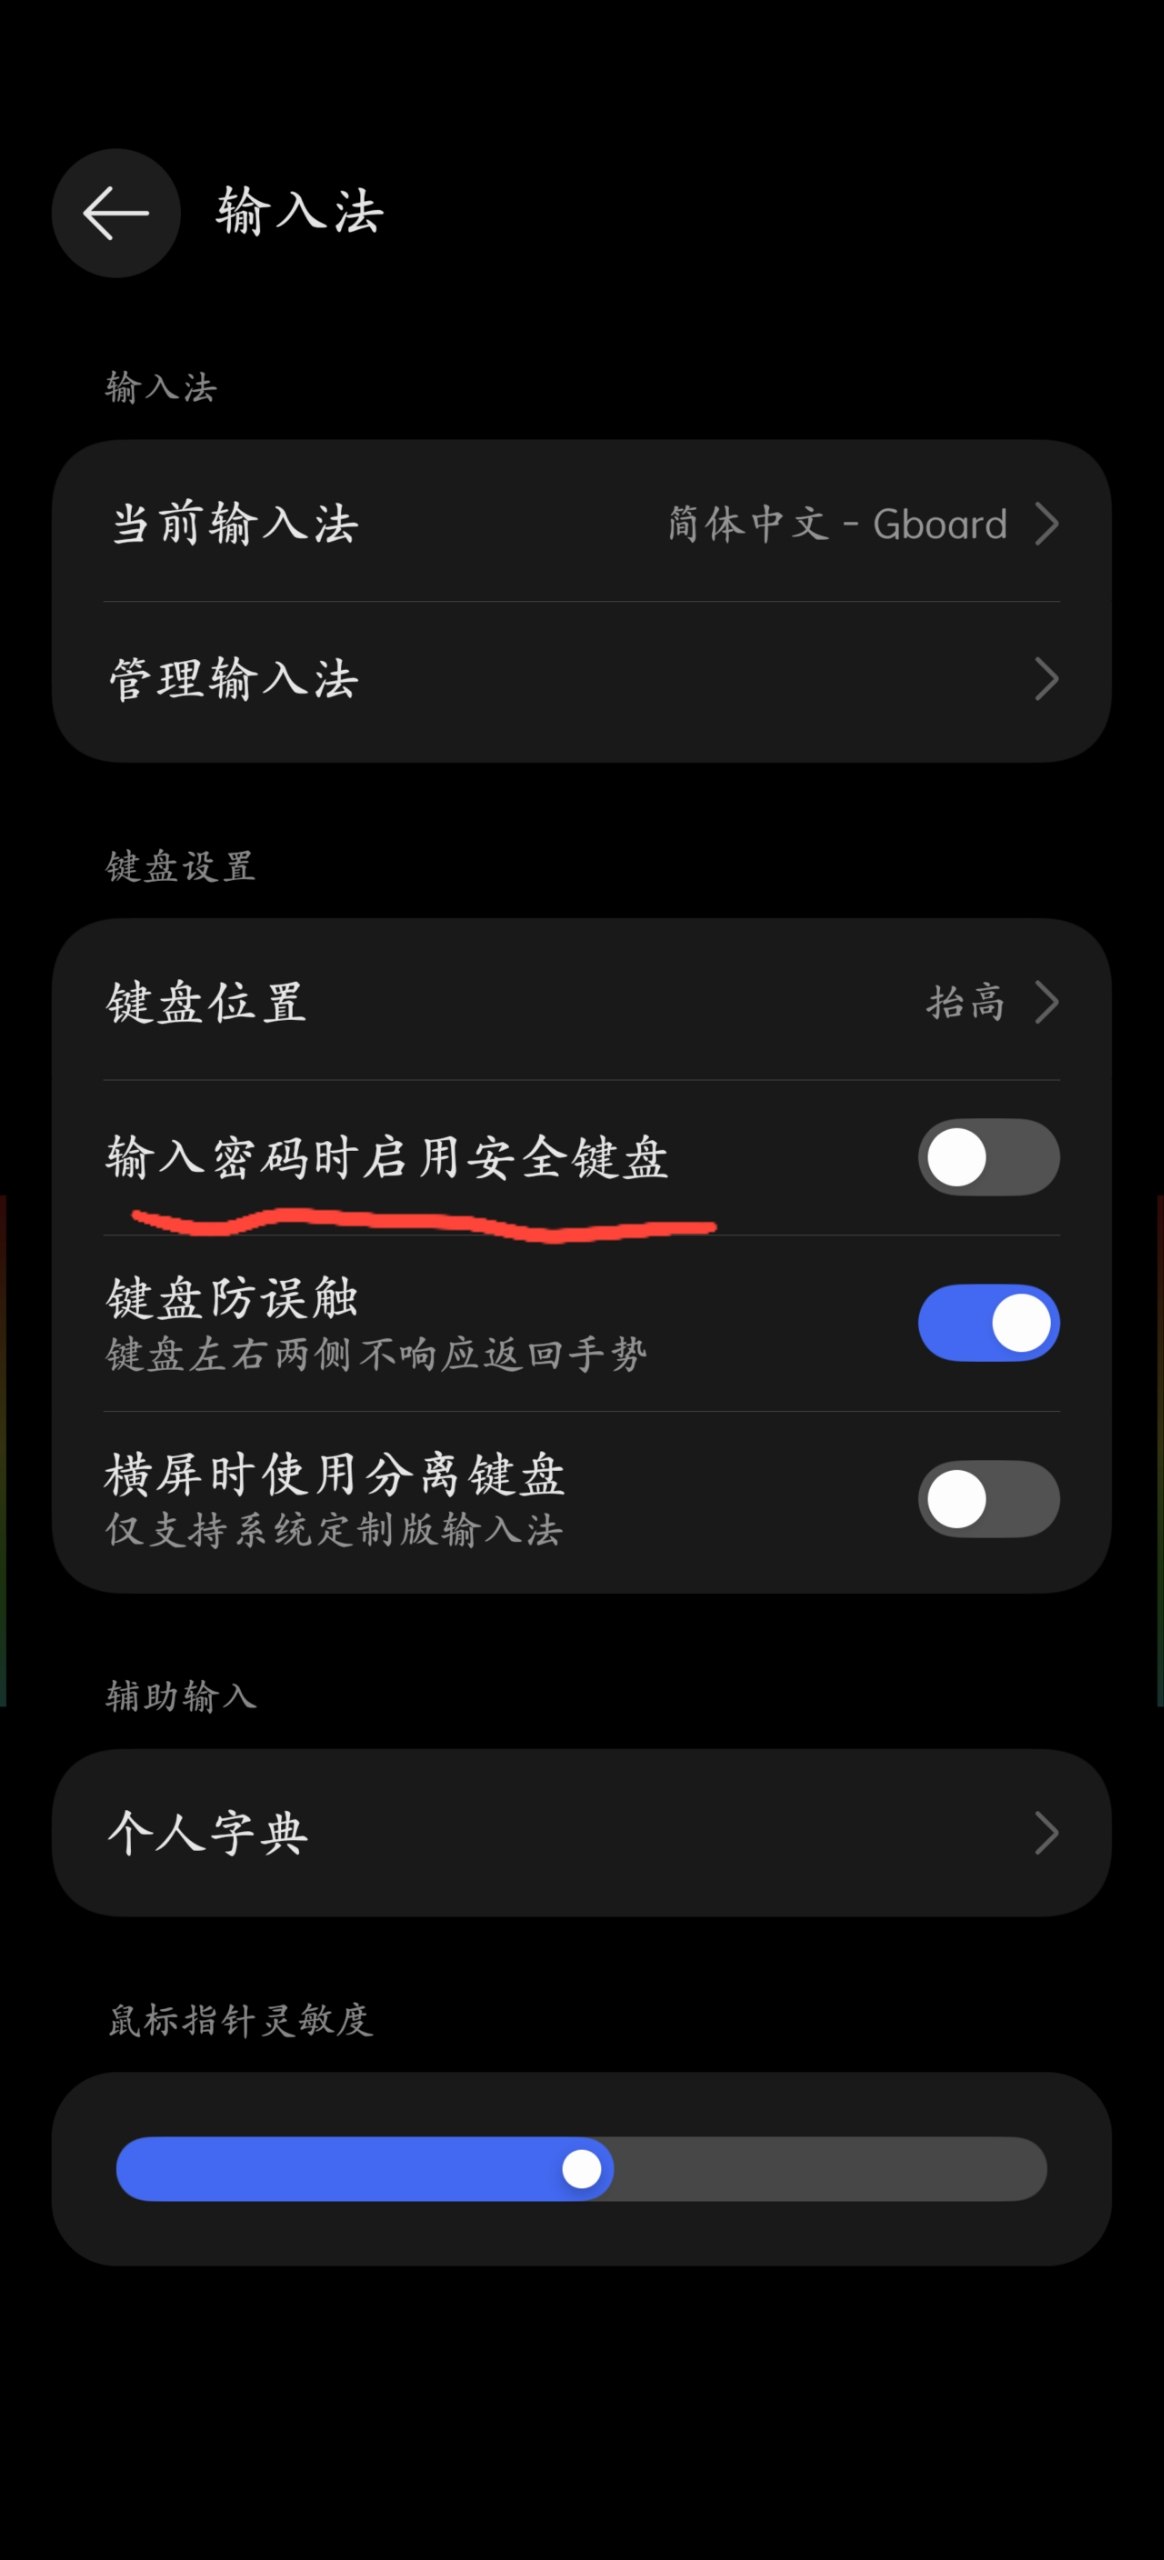 输入法
输入法
当前输入法 简体中文 - Gboard
管理输入法
键盘设置
键盘位置 抬高
输入密码时启用安全键盘
键盘防误触
键盘左右两侧不响应返回手势
横屏时使用分离键盘
仅支持系统定制版输入法
辅助输入
个人字典
鼠标指针灵敏度